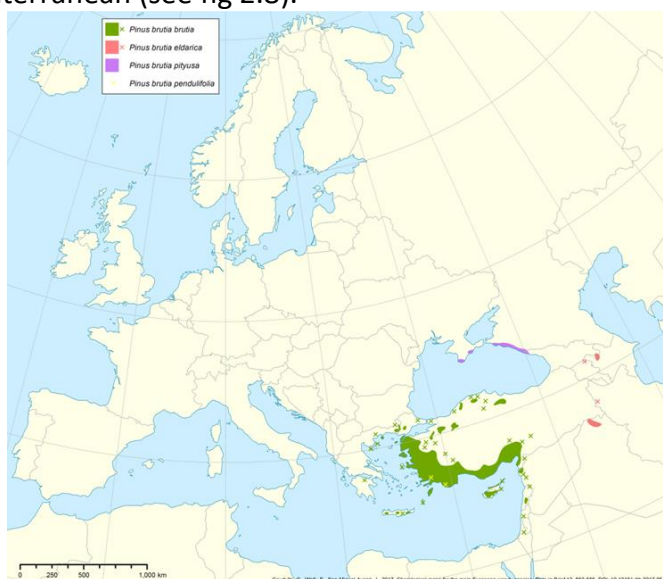 terranean (see fig 2.8).
Pinus brutia brutia
Pinus brutia eldarica
Pinus brutia pityusa
Pinus brutia pendulifolia
0 250 500 1,000 km